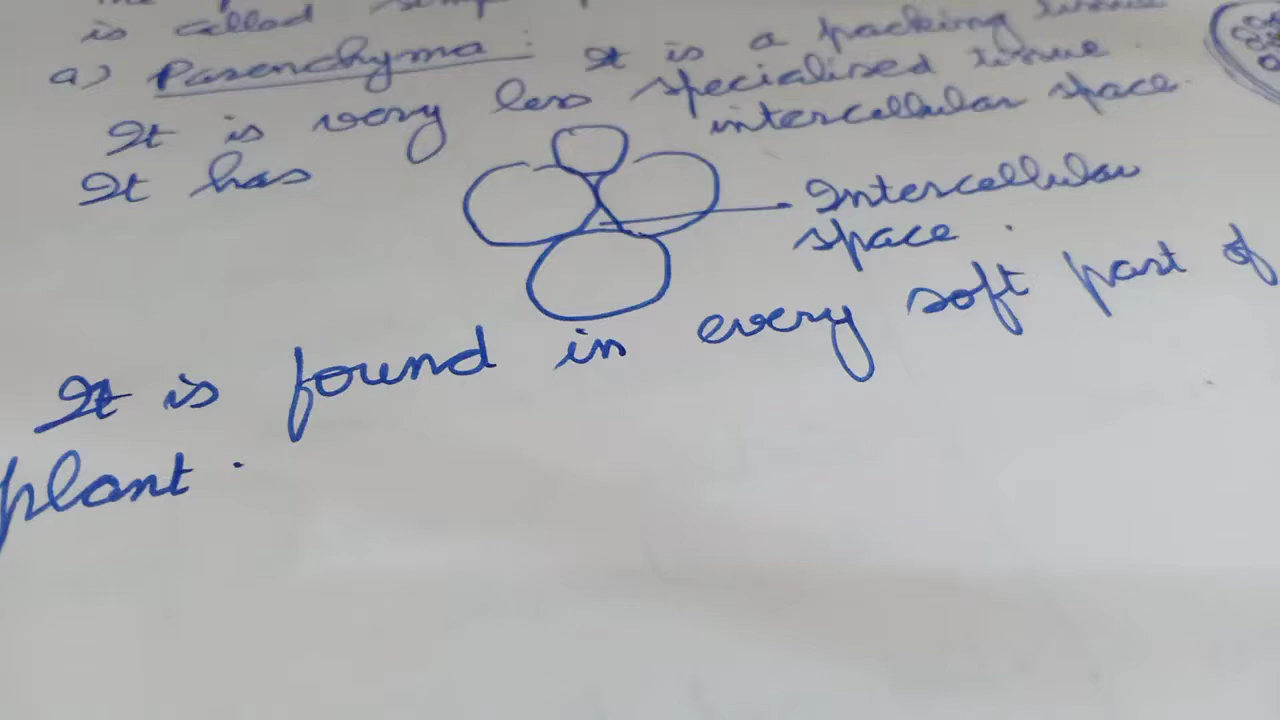 is called simp
a) Parenchyma : It is a packing tissue
It is very less specialised tissue
It has intercellular space.
Intercellular
space.
It is found in every soft part of
plant.